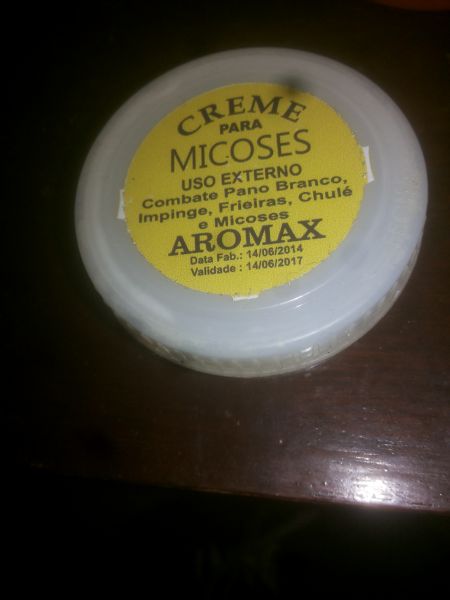 CREME
PARA
MICOSES
USO EXTERNO
Combate Pano Branco,
Impinge, Frieiras, Chulé
e Micoses
AROMAX
Data Fab.: 14/06/2014
Validade : 14/06/2017